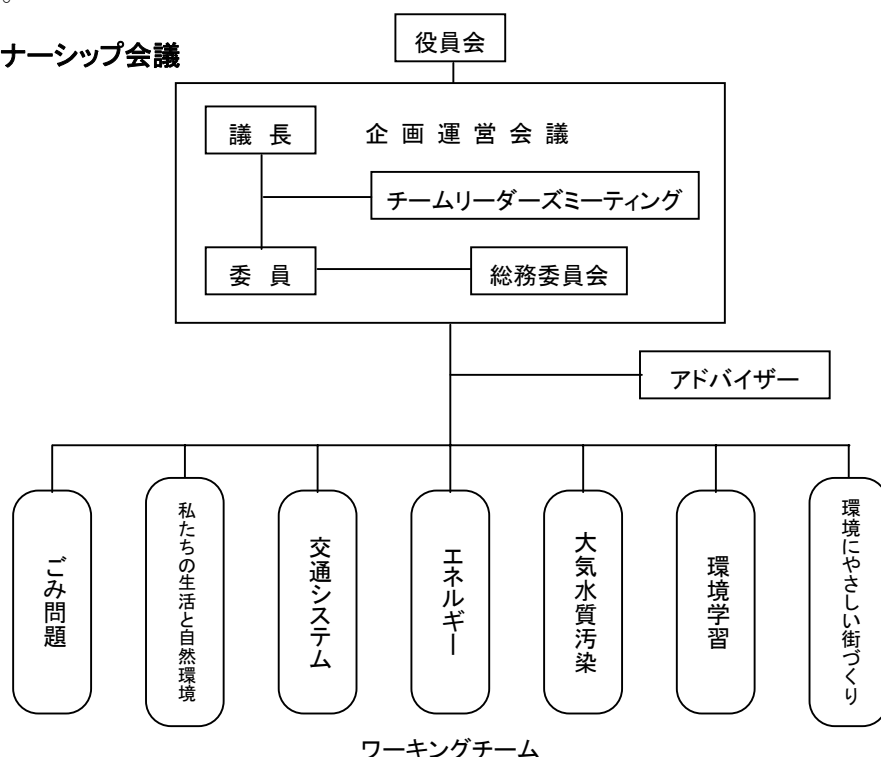 。
役員会
ナーシップ会議
議 長
企 画 運 営 会 議
チームリーダーズミーティング
委 員
総務委員会
アドバイザー
ごみ問題
私たちの生活と自然環境
交通システム
エネルギー
大気水質汚染
環境学習
環境にやさしい街づくり
ワーキングチーム